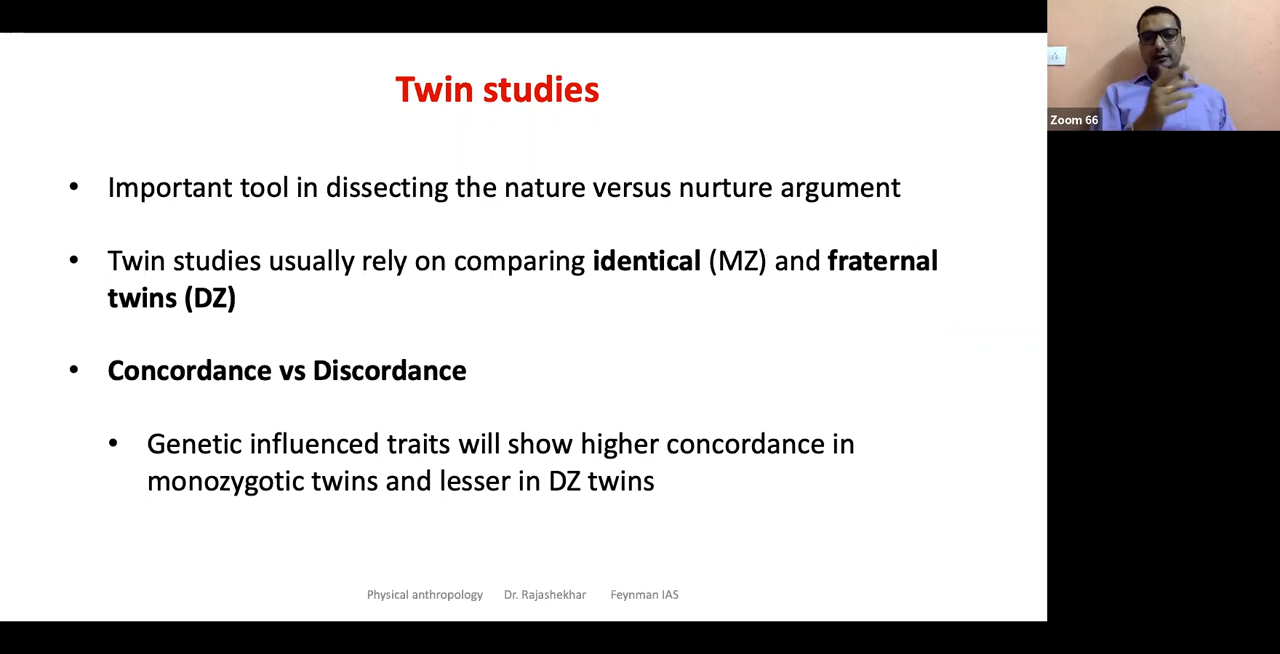 Twin studies
• Important tool in dissecting the nature versus nurture argument
• Twin studies usually rely on comparing identical (MZ) and fraternal
twins (DZ)
• Concordance vs Discordance
• Genetic influenced traits will show higher concordance in
monozygotic twins and lesser in DZ twins
Physical anthropology Dr. Rajashekhar Feynman IAS
Zoom 66